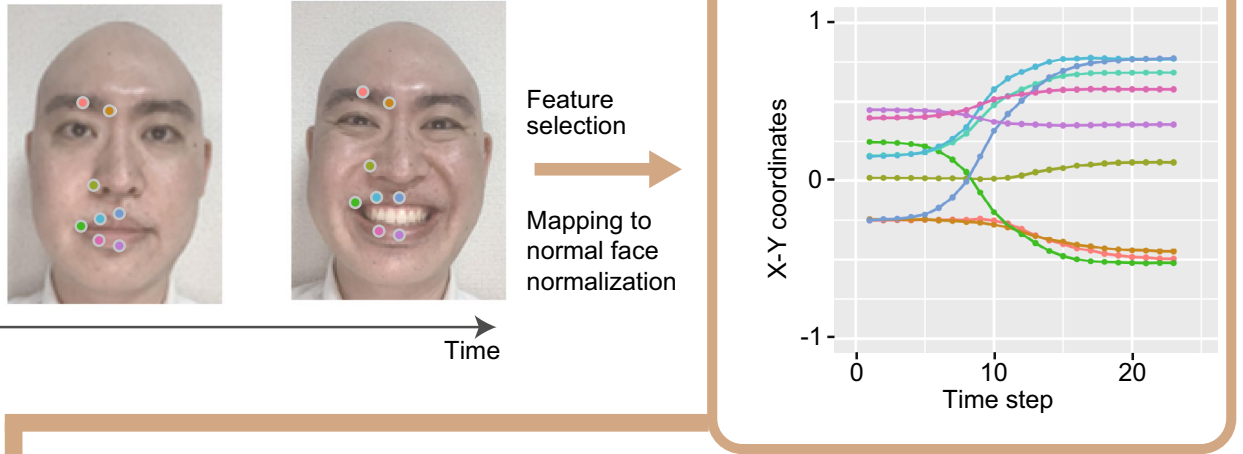 Feature
selection
Mapping to
normal face
normalization
Time
X-Y coordinates
1
0
-1
0
10
20
Time step